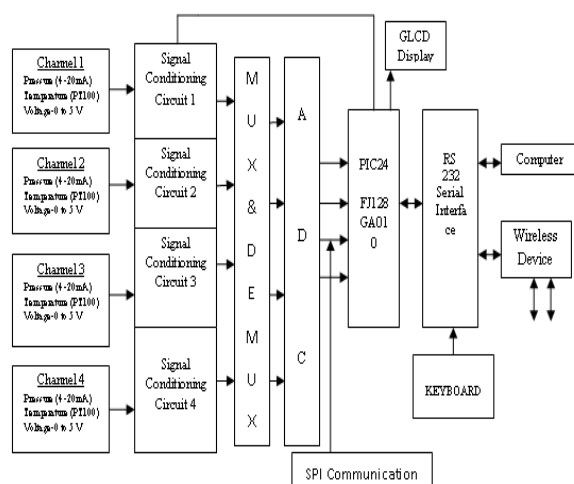 Channel 1
Pressure (4-20mA)
Temperature (PT100)
Voltage-0 to 5 V
Signal
Conditioning
Circuit 1
Channel 2
Pressure (4-20mA)
Temperature (PT100)
Voltage-0 to 5 V
Signal
Conditioning
Circuit 2
Channel 3
Pressure (4-20mA)
Temperature (PT100)
Voltage-0 to 5 V
Signal
Conditioning
Circuit 3
Channel 4
Pressure (4-20mA)
Temperature (PT100)
Voltage-0 to 5 V
Signal
Conditioning
Circuit 4
M
U
X
&
D
E
M
U
X
A
D
C
GLCD
Display
PIC24
FJ128
GA01
0
RS
232
Serial
Interfa
ce
Computer
Wireless
Device
KEYBOARD
SPI Communication